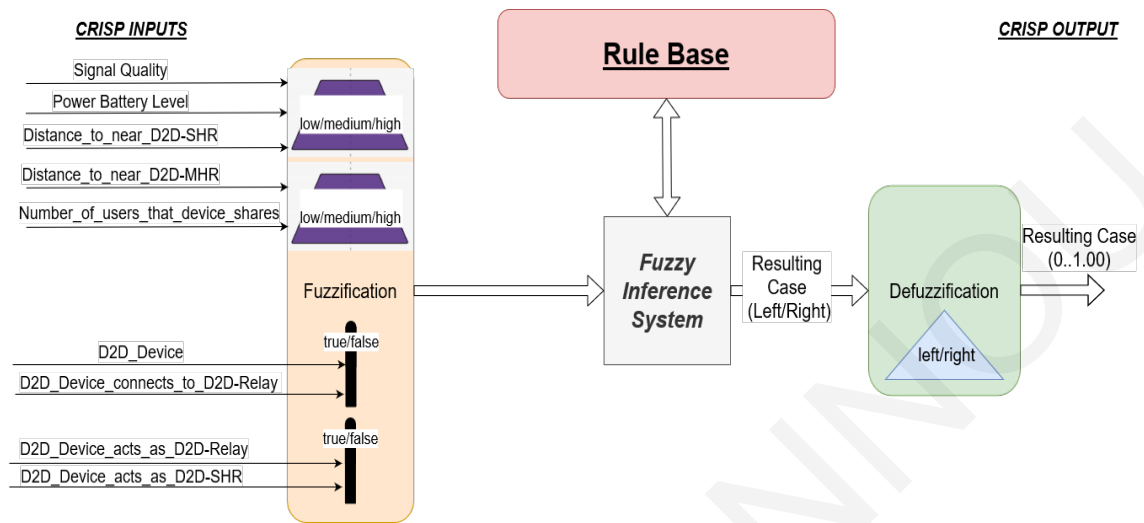 CRISP INPUTS
CRISP OUTPUT
Rule Base
Signal Quality
Power Battery Level
low/medium/high
Distance_to_near_D2D-SHR
Distance_to_near_D2D-MHR
Number_of_users_that_device_shares
low/medium/high
Fuzzification
Fuzzy
Inference
System
Resulting
Case
(Left/Right)
Defuzzification
left/right
Resulting Case
(0..1.00)
true/false
D2D_Device
D2D_Device_connects_to_D2D-Relay
true/false
D2D_Device_acts_as_D2D-Relay
D2D_Device_acts_as_D2D-SHR